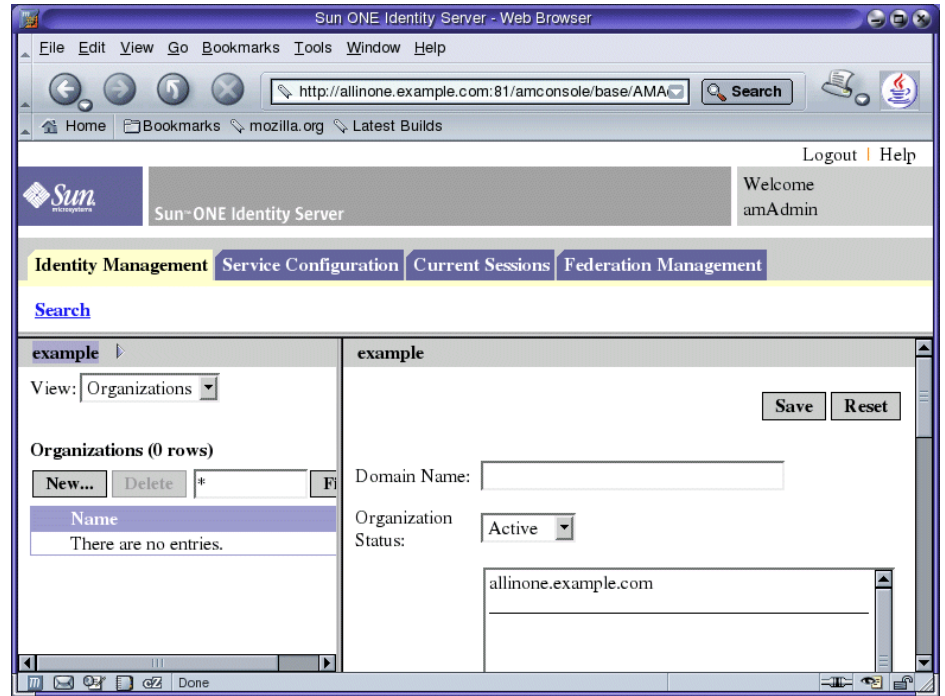 Sun ONE Identity Server - Web Browser
File Edit View Go Bookmarks Tools Window Help
http://allinone.example.com:81/amconsole/base/AMA
Search
Home Bookmarks mozilla.org Latest Builds
Logout | Help
Sun
microsystems
Sun™ ONE Identity Server
Welcome
amAdmin
Identity Management Service Configuration Current Sessions Federation Management
Search
example
View: Organizations
Organizations (0 rows)
New... Delete * Fi
Name
There are no entries.
example
Save Reset
Domain Name:
Organization
Status:
Active
allinone.example.com
Done